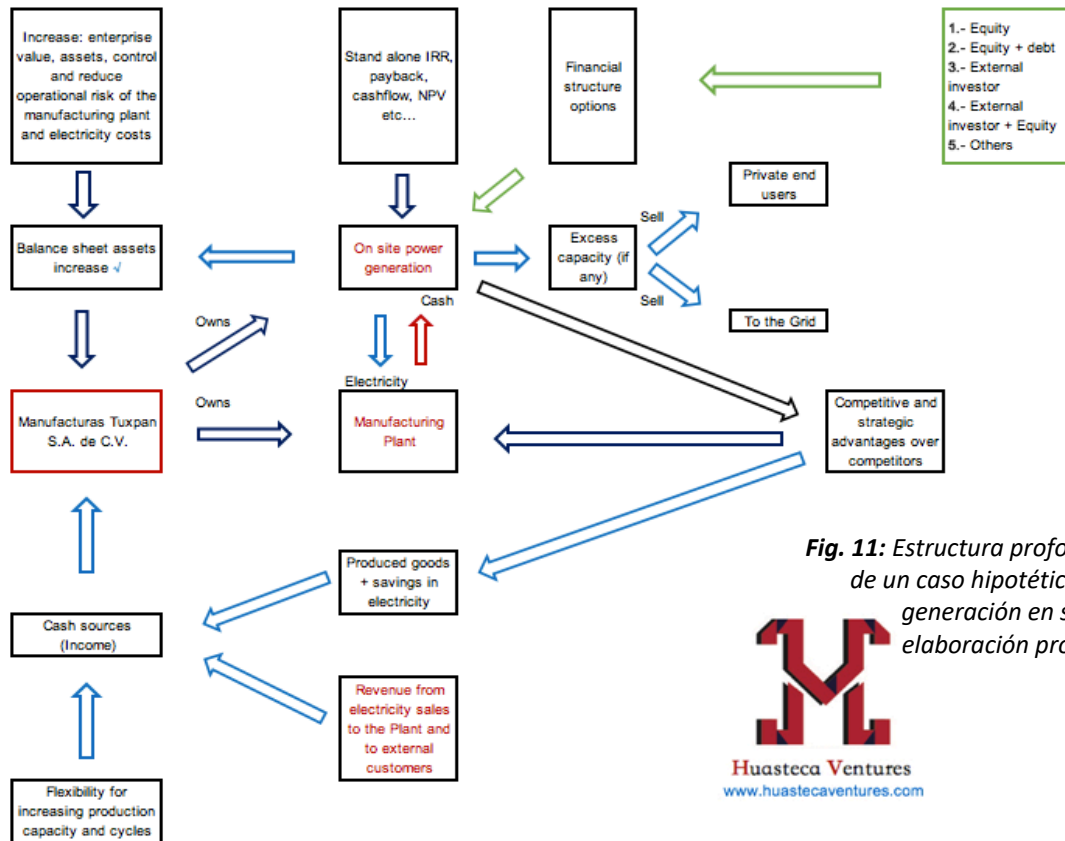 Increase: enterprise
value, assets, control
and reduce
operational risk of the
manufacturing plant
and electricity costs
Stand alone IRR,
payback,
cashflow, NPV
etc...
Financial
structure
options
1.- Equity
2.- Equity + debt
3.- External
investor
4.- External
investor + Equity
5.- Others
Private end
users
Sell
Balance sheet assets
increase √
On site power
generation
Excess
capacity (if
any)
Sell
To the Grid
Cash
Owns
Electricity
Manufacturas Tuxpan
S.A. de C.V.
Owns
Manufacturing
Plant
Competitive and
strategic
advantages over
competitors
Fig. 11: Estructura profo
de un caso hipotétic
generación en s
elaboración pro
Produced goods
+ savings in
electricity
Cash sources
(Income)
Revenue from
electricity sales
to the Plant and
to external
customers
Huasteca Ventures
www.huastecaventures.com
Flexibility for
increasing production
capacity and cycles